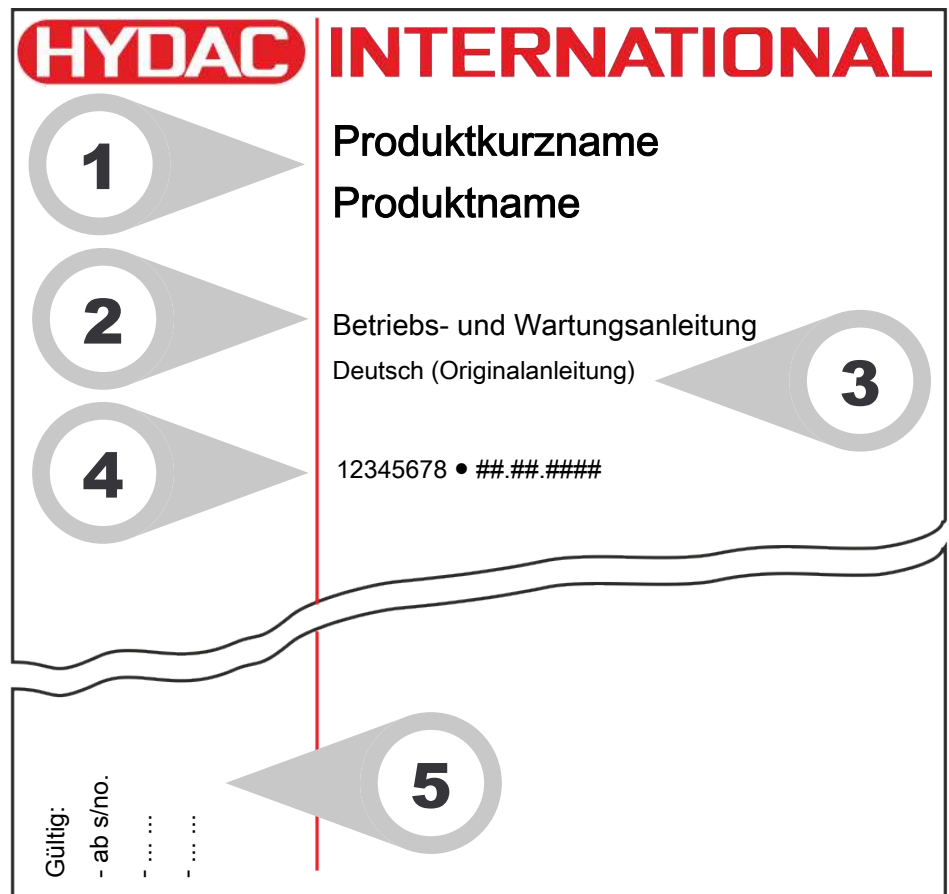 HYDAC INTERNATIONAL
1
Produktkurzname
Produktname
2
Betriebs- und Wartungsanleitung
Deutsch (Originalanleitung)
3
4
12345678 ● ##.##.####
5
Gültig:
- ab s/no.
- ... ...
- ... ...